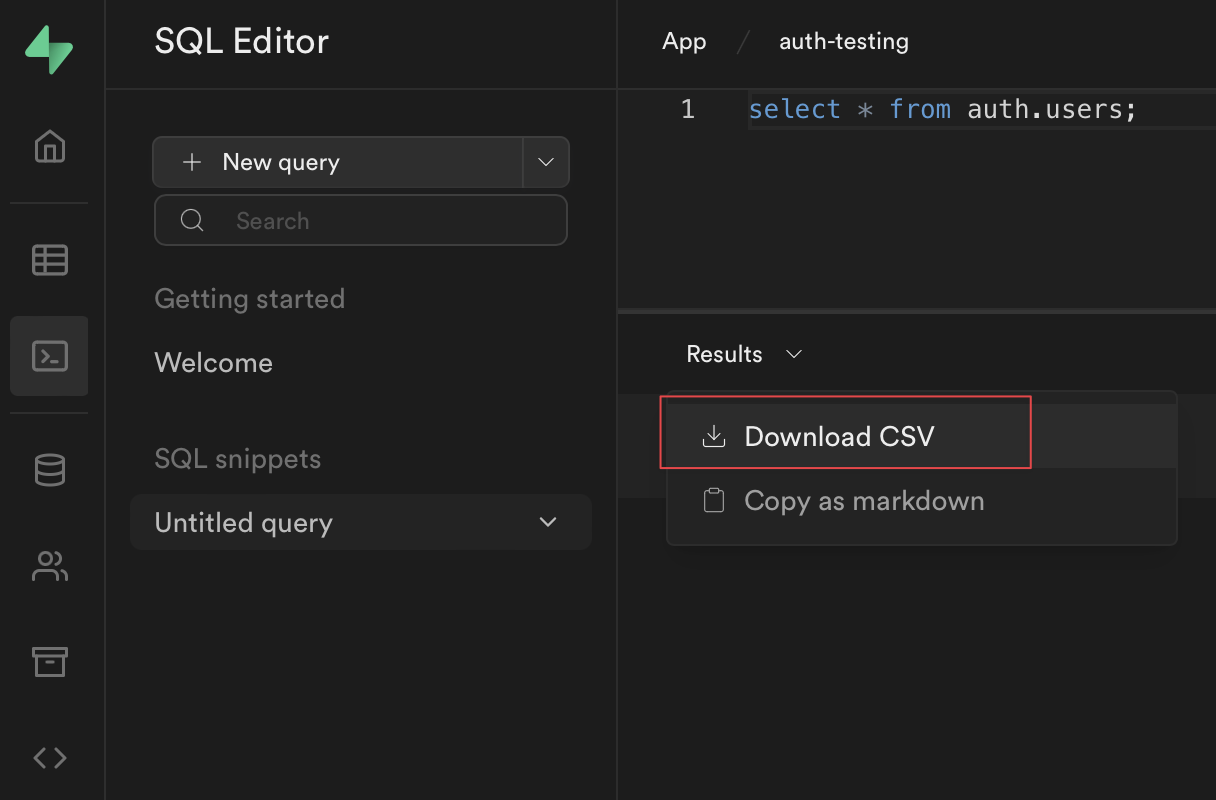 SQL Editor
New query
Search
Getting started
Welcome
SQL snippets
Untitled query
App / auth-testing
1 select * from auth.users;
Results
Download CSV
Copy as markdown